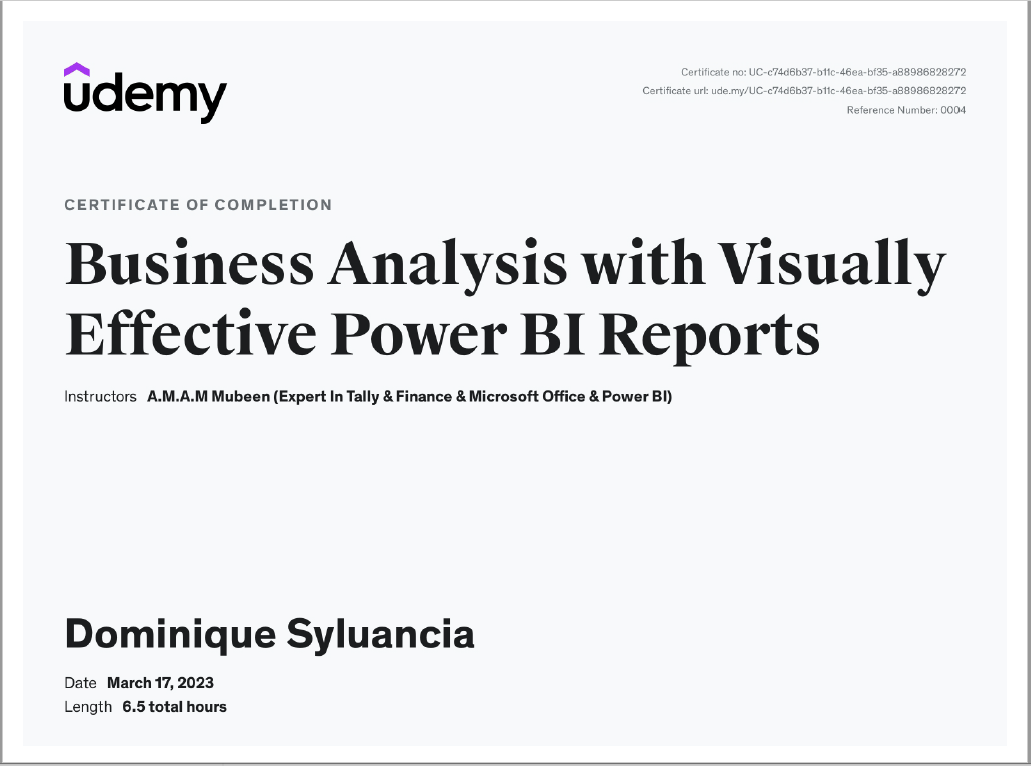 udemy
Certificate no: UC-c74d6b37-b11c-46ea-bf35-a88986828272
Certificate url: ude.my/UC-c74d6b37-b11c-46ea-bf35-a88986828272
Reference Number: 0004
CERTIFICATE OF COMPLETION
Business Analysis with Visually
Effective Power BI Reports
Instructors A.M.A.M Mubeen (Expert In Tally & Finance & Microsoft Office & Power BI)
Dominique Syluancia
Date March 17, 2023
Length 6.5 total hours